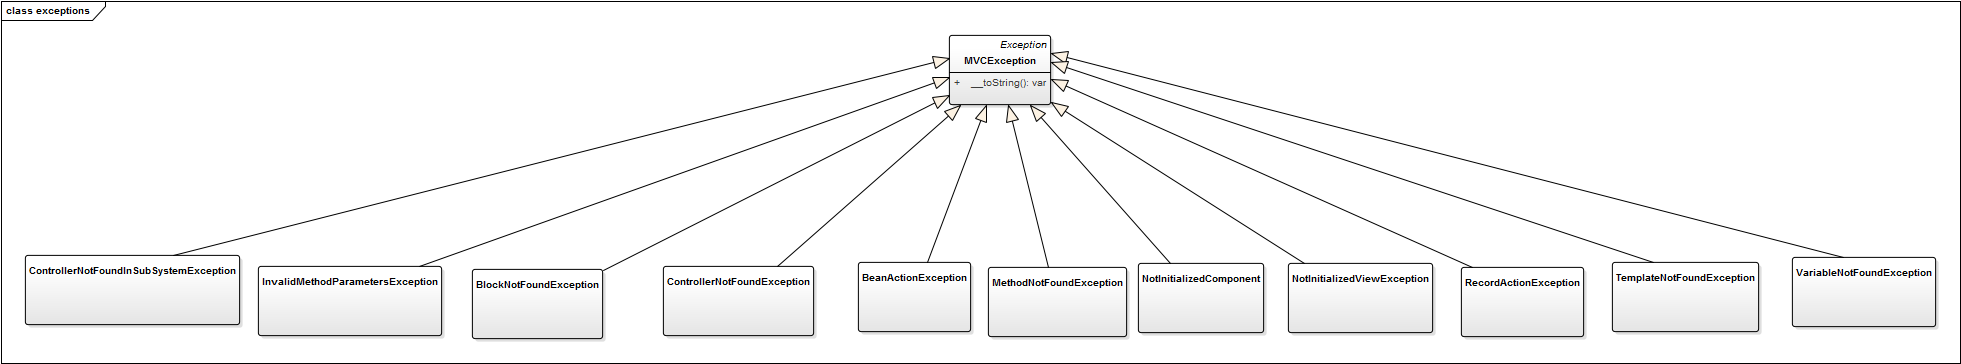 class exceptions
Exception
MVCException
+ __toString(): var
ControllerNotFoundInSubSystemException
InvalidMethodParametersException
BlockNotFoundException
ControllerNotFoundException
BeanActionException
MethodNotFoundException
NotInitializedComponent
NotInitializedViewException
RecordActionException
TemplateNotFoundException
VariableNotFoundException